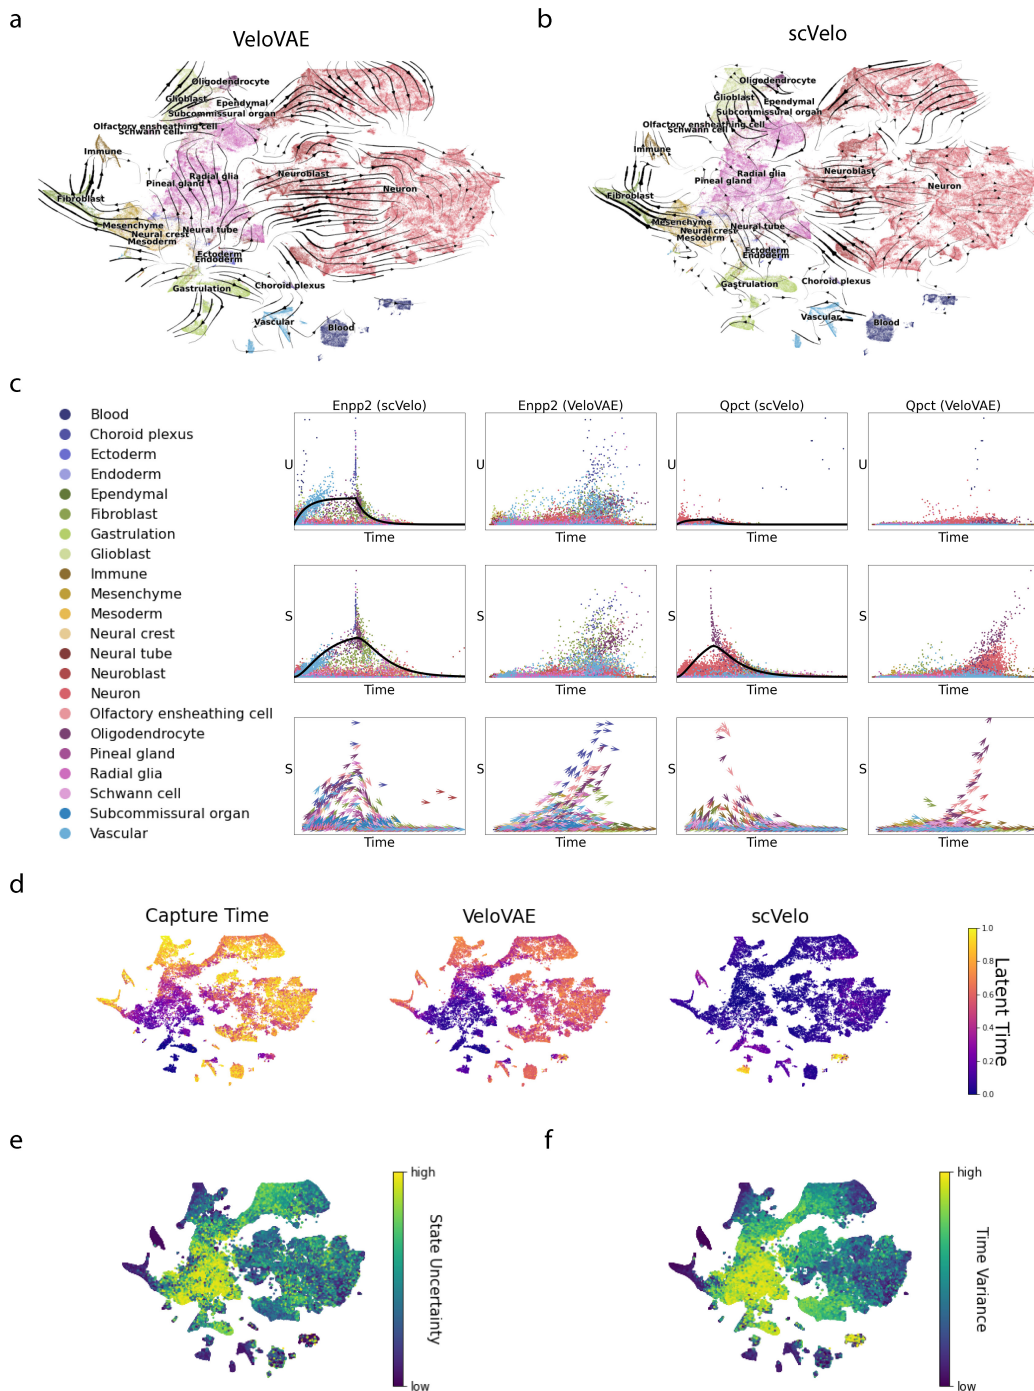 a
VeloVAE
Oligodendrocyte
Glioblast
Ependymal
Subcommissural organ
Olfactory ensheathing cell
Schwann cell
Immune
Radial glia
Pineal gland
Neuroblast
Neuron
Fibroblast
Mesenchyme
Neural crest
Neural tube
Mesoderm
Ectoderm
Endoderm
Gastrulation
Choroid plexus
Vascular
Blood
b
scVelo
Oligodendrocyte
Glioblast
Ependymal
Subcommissural organ
Olfactory ensheathing cell
Schwann cell
Immune
Radial glia
Pineal gland
Neuroblast
Neuron
Fibroblast
Mesenchyme
Neural crest
Neural tube
Mesoderm
Ectoderm
Endoderm
Gastrulation
Choroid plexus
Vascular
Blood
c
Blood
Choroid plexus
Ectoderm
Endoderm
Ependymal
Fibroblast
Gastrulation
Glioblast
Immune
Mesenchyme
Mesoderm
Neural crest
Neural tube
Neuroblast
Neuron
Olfactory ensheathing cell
Oligodendrocyte
Pineal gland
Radial glia
Schwann cell
Subcommissural organ
Vascular
Enpp2 (scVelo)
Enpp2 (VeloVAE)
Qpct (scVelo)
Qpct (VeloVAE)
U
U
U
U
Time
Time
Time
Time
S
S
S
S
Time
Time
Time
Time
S
S
S
S
Time
Time
Time
Time
d
Capture Time
VeloVAE
scVelo
1.0
0.8
0.6
0.4
0.2
0.0
Latent Time
e
high
State Uncertainty
low
f
high
Time Variance
low